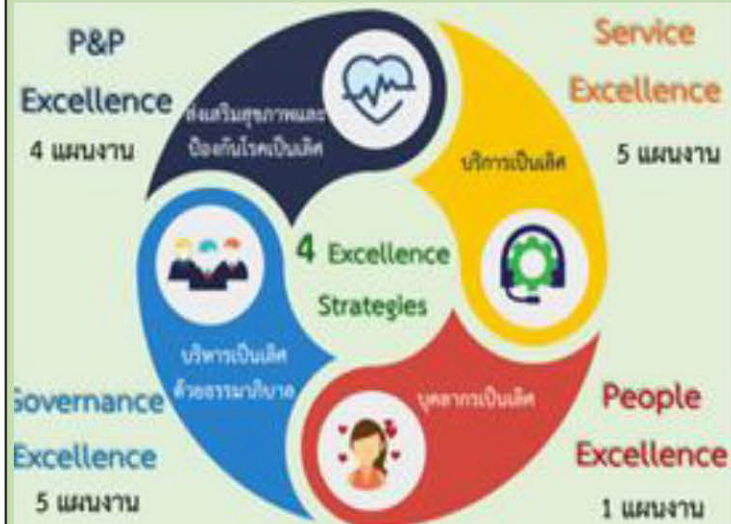 P&P
Excellence
4 แผนงาน
ส่งเสริมสุขภาพและ
ป้องกันโรคเป็นเลิศ
Service
Excellence
5 แผนงาน
บริการเป็นเลิศ
4 Excellence
Strategies
บริหารเป็นเลิศ
ด้วยธรรมาภิบาล
Governance
Excellence
5 แผนงาน
บุคลากรเป็นเลิศ
People
Excellence
1 แผนงาน